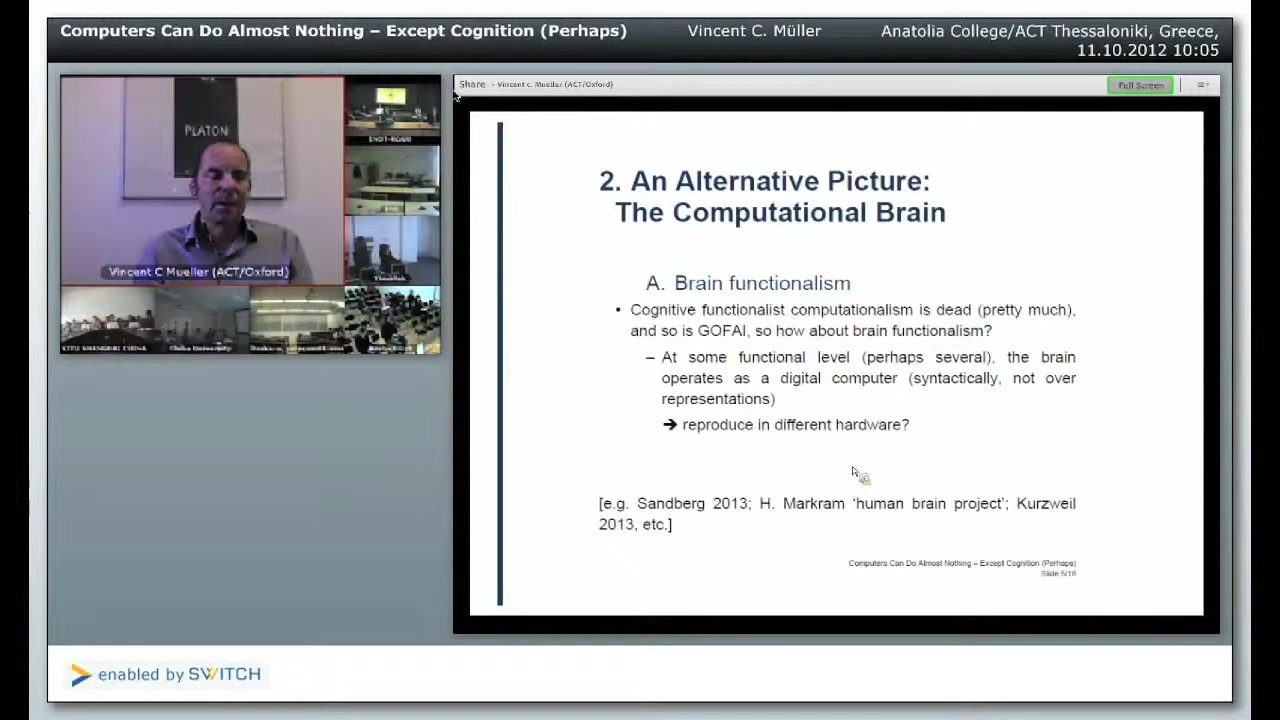 Computers Can Do Almost Nothing – Except Cognition (Perhaps)
Vincent C. Müller
Anatolia College/ACT Thessaloniki, Greece,
11.10.2012 10:05
PLATON
Vincent C Mueller (ACT/Oxford)
SJTU SHANGHAI CHINA
Chiba University
Share - Vincent c. Mueller (ACT/Oxford)
Full Screen
2. An Alternative Picture:
The Computational Brain
A. Brain functionalism
• Cognitive functionalist computationalism is dead (pretty much),
and so is GOFAI, so how about brain functionalism?
– At some functional level (perhaps several), the brain
operates as a digital computer (syntactically, not over
representations)
➔ reproduce in different hardware?
[e.g. Sandberg 2013; H. Markram ‘human brain project’; Kurzweil
2013, etc.]
Computers Can Do Almost Nothing – Except Cognition (Perhaps)
Slide 5/16
enabled by SWITCH